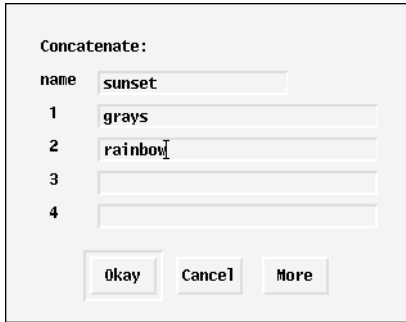 Concatenate:
name sunset
1 grays
2 rainbow
3
4
Okay Cancel More